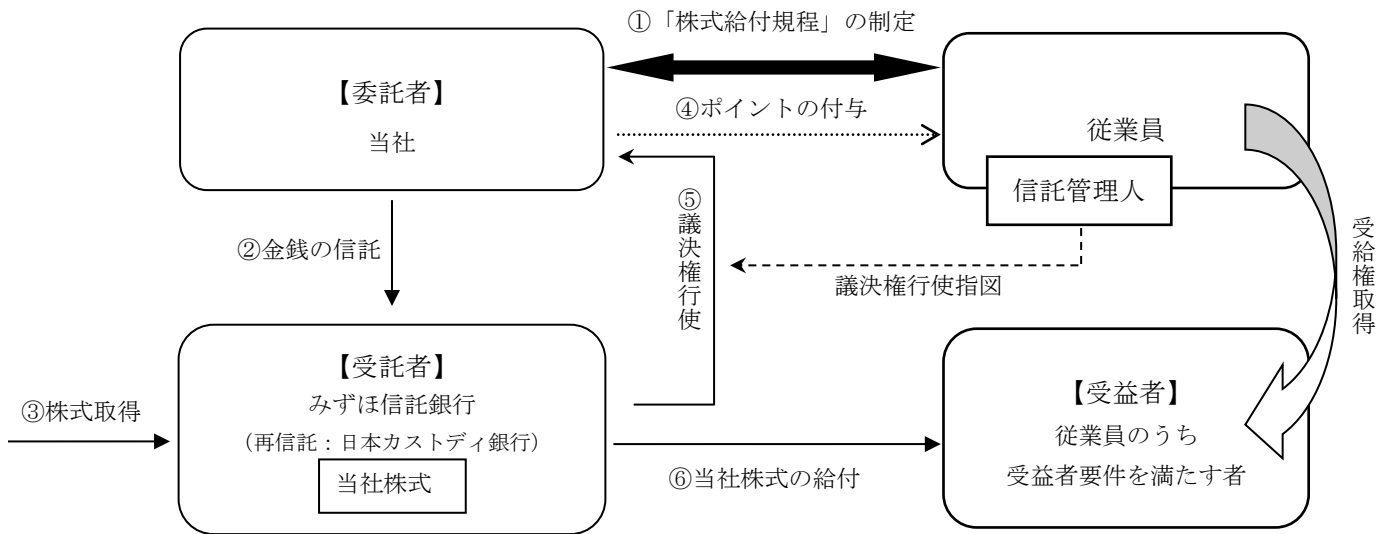 ①「株式給付規程」の制定
【委託者】
当社
④ポイントの付与
従業員
信託管理人
②金銭の信託
⑤議決権行使
議決権行使指図
受給権取得
③株式取得
【受託者】
みずほ信託銀行
(再信託：日本カストディ銀行)
当社株式
⑥当社株式の給付
【受益者】
従業員のうち
受益者要件を満たす者